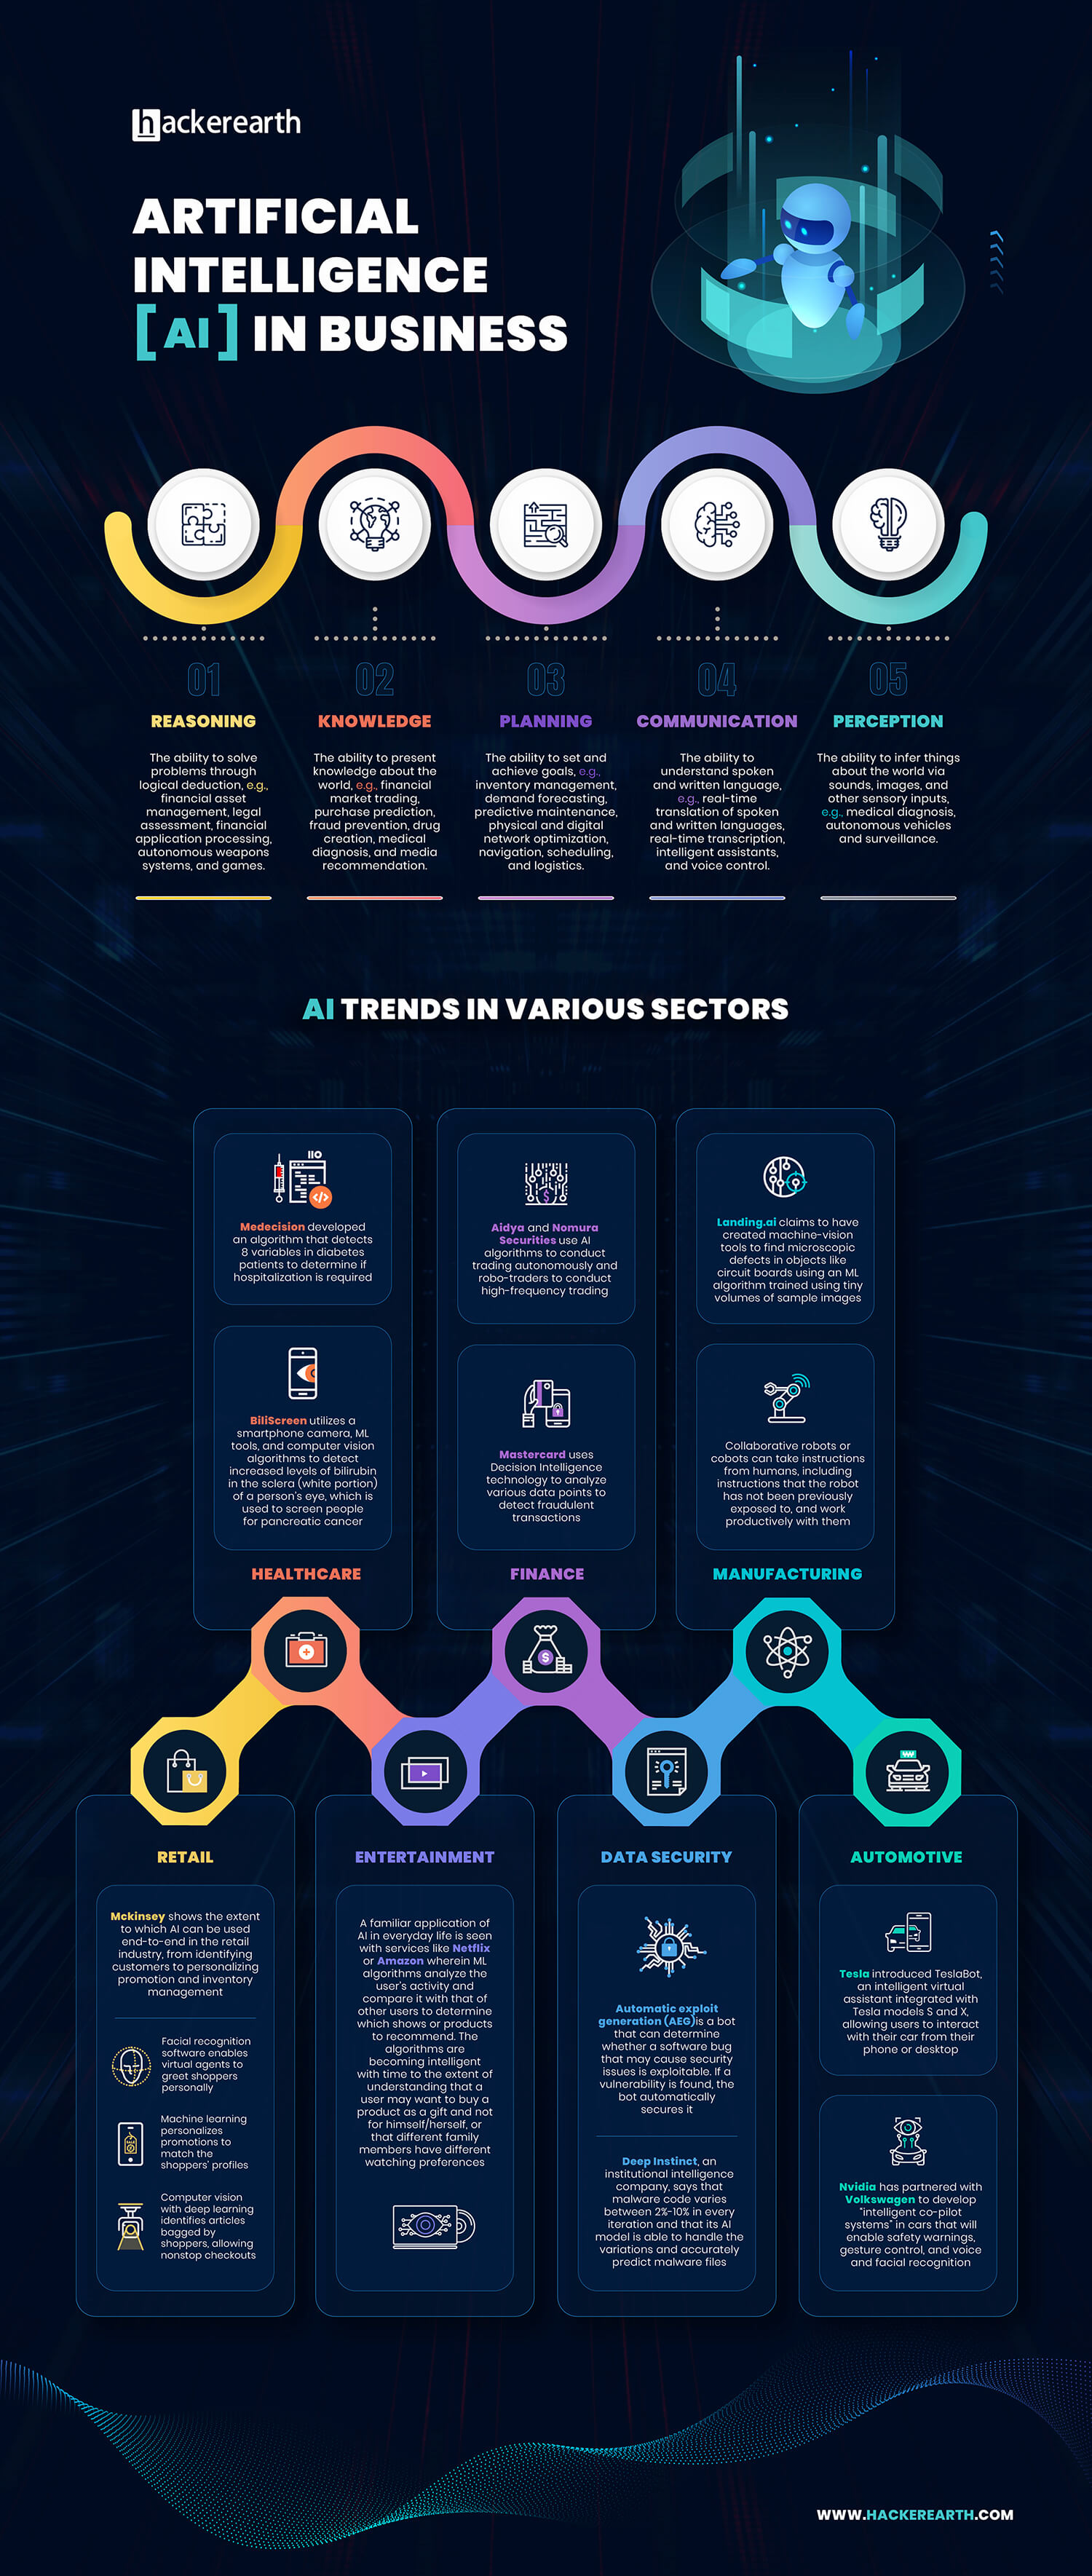 hackerearth
ARTIFICIAL
INTELLIGENCE
[AI] IN BUSINESS
01
REASONING
The ability to solve
problems through
logical deduction, e.g.,
financial asset
management, legal
assessment, financial
application processing,
autonomous weapons
systems, and games.
02
KNOWLEDGE
The ability to present
knowledge about the
world, e.g., financial
market trading,
purchase prediction,
fraud prevention, drug
creation, medical
diagnosis, and media
recommendation.
03
PLANNING
The ability to set and
achieve goals, e.g.,
inventory management,
demand forecasting,
predictive maintenance,
physical and digital
network optimization,
navigation, scheduling,
and logistics.
04
COMMUNICATION
The ability to
understand spoken
and written language,
e.g., real-time
translation of spoken
and written languages,
real-time transcription,
intelligent assistants,
and voice control.
05
PERCEPTION
The ability to infer things
about the world via
sounds, images, and
other sensory inputs,
e.g., medical diagnosis,
autonomous vehicles
and surveillance.
AI TRENDS IN VARIOUS SECTORS
Medecision developed
an algorithm that detects
8 variables in diabetes
patients to determine if
hospitalization is required
BiliScreen utilizes a
smartphone camera, ML
tools, and computer vision
algorithms to detect
increased levels of bilirubin
in the sclera (white portion)
of a person's eye, which is
used to screen people
for pancreatic cancer
HEALTHCARE
Aidya and Nomura
Securities use AI
algorithms to conduct
trading autonomously and
robo-traders to conduct
high-frequency trading
Mastercard uses
Decision Intelligence
technology to analyze
various data points to
detect fraudulent
transactions
FINANCE
Landing.ai claims to have
created machine-vision
tools to find microscopic
defects in objects like
circuit boards using an ML
algorithm trained using tiny
volumes of sample images
Collaborative robots or
cobots can take instructions
from humans, including
instructions that the robot
has not been previously
exposed to, and work
productively with them
MANUFACTURING
RETAIL
Mckinsey shows the extent
to which AI can be used
end-to-end in the retail
industry, from identifying
customers to personalizing
promotion and inventory
management
Facial recognition
software enables
virtual agents to
greet shoppers
personally
Machine learning
personalizes
promotions to
match the
shoppers' profiles
Computer vision
with deep learning
identifies articles
bagged by
shoppers, allowing
nonstop checkouts
ENTERTAINMENT
A familiar application of
AI in everyday life is seen
with services like Netflix
or Amazon wherein ML
algorithms analyze the
user's activity and
compare it with that of
other users to determine
which shows or products
to recommend. The
algorithms are
becoming intelligent
with time to the extent of
understanding that a
user may want to buy a
product as a gift and not
for himself/herself, or
that different family
members have different
watching preferences
DATA SECURITY
Automatic exploit
generation (AEG)is a bot
that can determine
whether a software bug
that may cause security
issues is exploitable. If a
vulnerability is found, the
bot automatically
secures it
Deep Instinct, an
institutional intelligence
company, says that
malware code varies
between 2%-10% in every
iteration and that its AI
model is able to handle the
variations and accurately
predict malware files
AUTOMOTIVE
Tesla introduced TeslaBot,
an intelligent virtual
assistant integrated with
Tesla models S and X,
allowing users to interact
with their car from their
phone or desktop
Nvidia has partnered with
Volkswagen to develop
"intelligent co-pilot
systems" in cars that will
enable safety warnings,
gesture control, and voice
and facial recognition
WWW.HACKEREARTH.COM